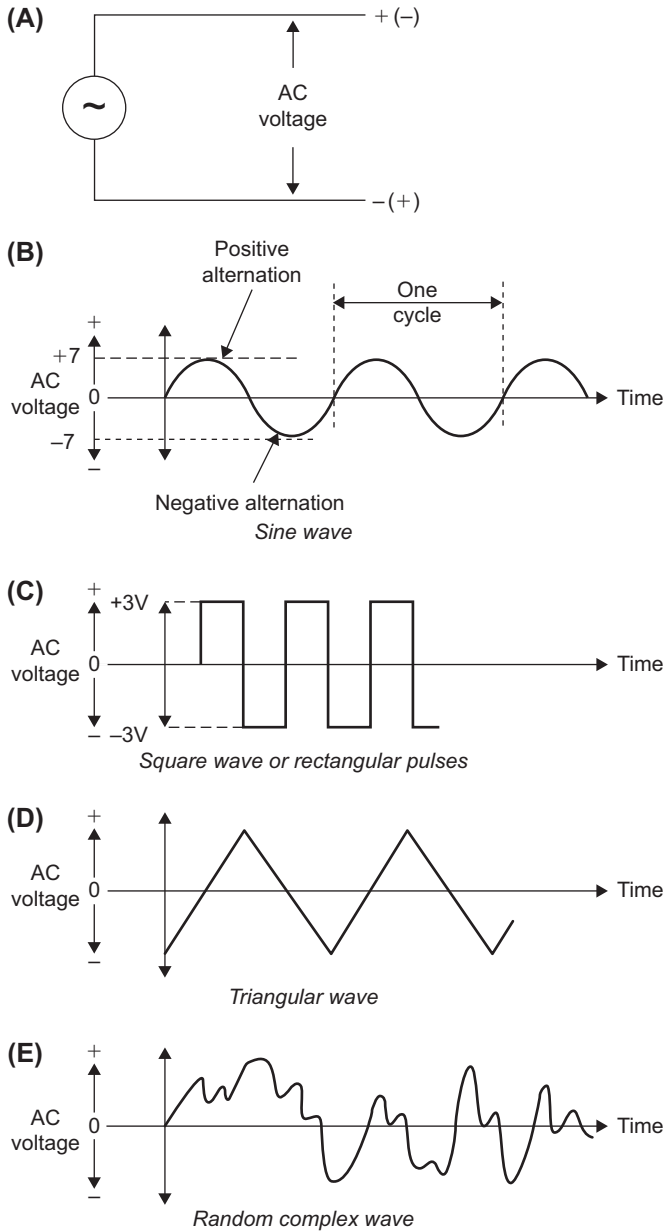 (A)
+ (–)
~
AC
voltage
– (+)
(B)
Positive
alternation
One
cycle
+
+7
AC
voltage
0
Time
–7
–
Negative alternation
Sine wave
(C)
+
+3V
AC
voltage
0
Time
–
–3V
Square wave or rectangular pulses
(D)
+
AC
voltage
0
Time
–
Triangular wave
(E)
+
AC
voltage
0
Time
–
Random complex wave